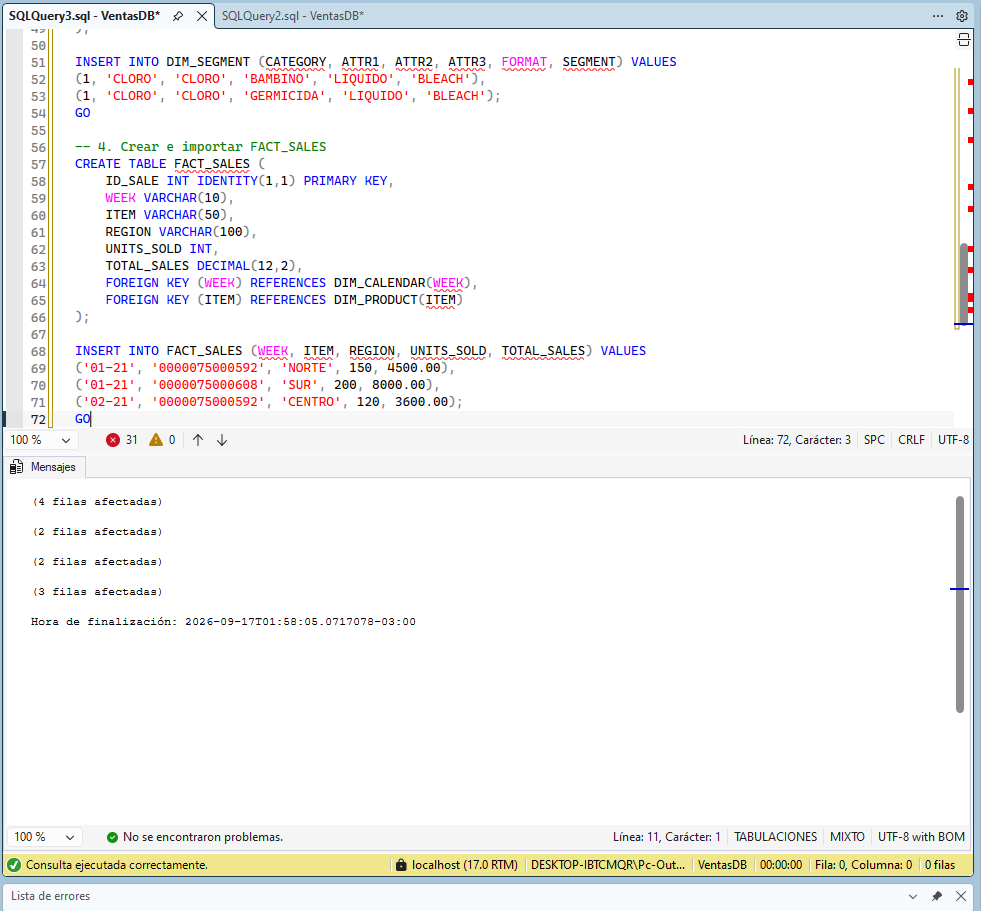 SQLQuery3.sql - VentasDB*
SQLQuery2.sql - VentasDB*
49 );
50
51 INSERT INTO DIM_SEGMENT (CATEGORY, ATTR1, ATTR2, ATTR3, FORMAT, SEGMENT) VALUES
52 (1, 'CLORO', 'CLORO', 'BAMBINO', 'LIQUIDO', 'BLEACH'),
53 (1, 'CLORO', 'CLORO', 'GERMICIDA', 'LIQUIDO', 'BLEACH');
54 GO
55
56 -- 4. Crear e importar FACT_SALES
57 CREATE TABLE FACT_SALES (
58 ID_SALE INT IDENTITY(1,1) PRIMARY KEY,
59 WEEK VARCHAR(10),
60 ITEM VARCHAR(50),
61 REGION VARCHAR(100),
62 UNITS_SOLD INT,
63 TOTAL_SALES DECIMAL(12,2),
64 FOREIGN KEY (WEEK) REFERENCES DIM_CALENDAR(WEEK),
65 FOREIGN KEY (ITEM) REFERENCES DIM_PRODUCT(ITEM)
66 );
67
68 INSERT INTO FACT_SALES (WEEK, ITEM, REGION, UNITS_SOLD, TOTAL_SALES) VALUES
69 ('01-21', '0000075000592', 'NORTE', 150, 4500.00),
70 ('01-21', '0000075000608', 'SUR', 200, 8000.00),
71 ('02-21', '0000075000592', 'CENTRO', 120, 3600.00);
72 GO
100 % 31 0 Línea: 72, Carácter: 3 SPC CRLF UTF-8
Mensajes
(4 filas afectadas)
(2 filas afectadas)
(2 filas afectadas)
(3 filas afectadas)
Hora de finalización: 2026-09-17T01:58:05.0717078-03:00
100 % No se encontraron problemas. Línea: 11, Carácter: 1 TABULACIONES MIXTO UTF-8 with BOM
Consulta ejecutada correctamente. localhost (17.0 RTM) DESKTOP-IBTCMQR\Pc-Out... VentasDB 00:00:00 Fila: 0, Columna: 0 0 filas
Lista de errores